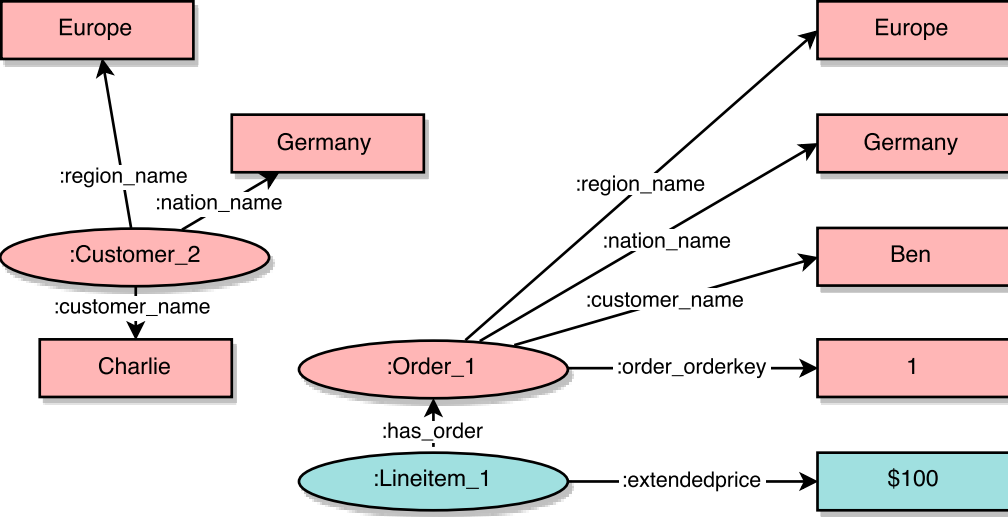 Europe
Europe
Germany
Germany
:region_name
:region_name
:nation_name
:nation_name
:Customer_2
Ben
:customer_name
:customer_name
Charlie
:Order_1
:order_orderkey
1
:has_order
:Lineitem_1
:extendedprice
$100